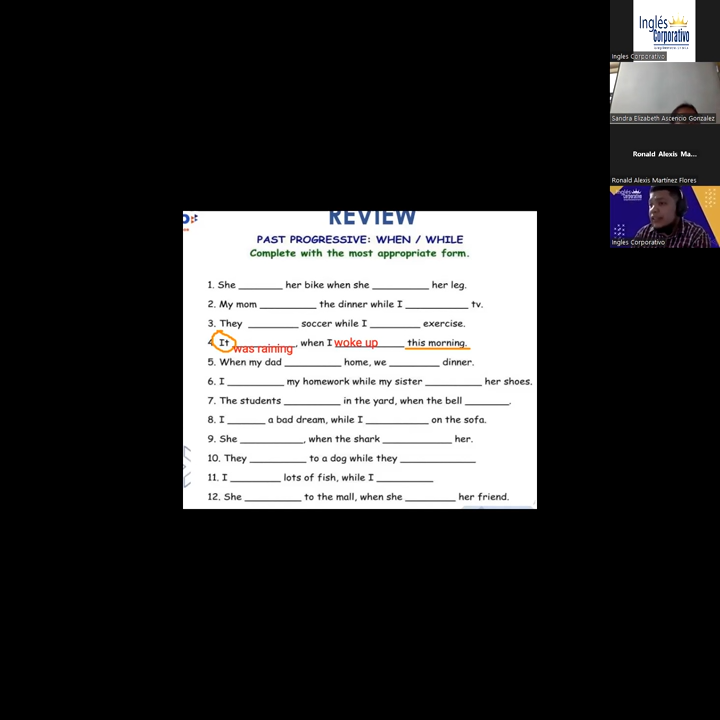 Inglés
Corporativo
Ingles Corporativo
Sandra Elizabeth Ascencio Gonzalez
Ronald Alexis Ma...
Ronald Alexis Martínez Flores
Ingles Corporativo
REVIEW
PAST PROGRESSIVE: WHEN / WHILE
Complete with the most appropriate form.
1. She ________ her bike when she __________ her leg.
2. My mom __________ the dinner while I ___________ tv.
3. They _________ soccer while I _________ exercise.
4. It was raining, when I woke up this morning.
5. When my dad __________ home, we _________ dinner.
6. I __________ my homework while my sister __________ her shoes.
7. The students __________ in the yard, when the bell ________.
8. I _______ a bad dream, while I ___________ on the sofa.
9. She ___________, when the shark ____________ her.
10. They __________ to a dog while they _____________
11. I _________ lots of fish, while I __________
12. She __________ to the mall, when she _________ her friend.